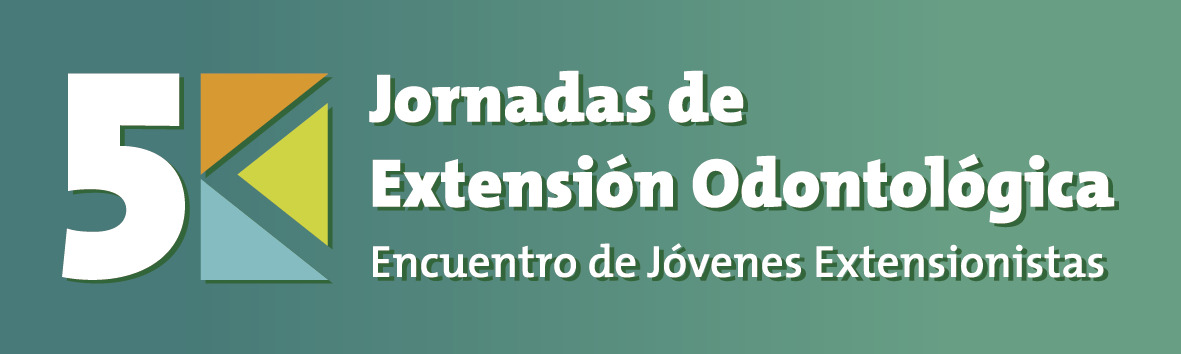 5
Jornadas de
Extensión Odontológica
Encuentro de Jóvenes Extensionistas